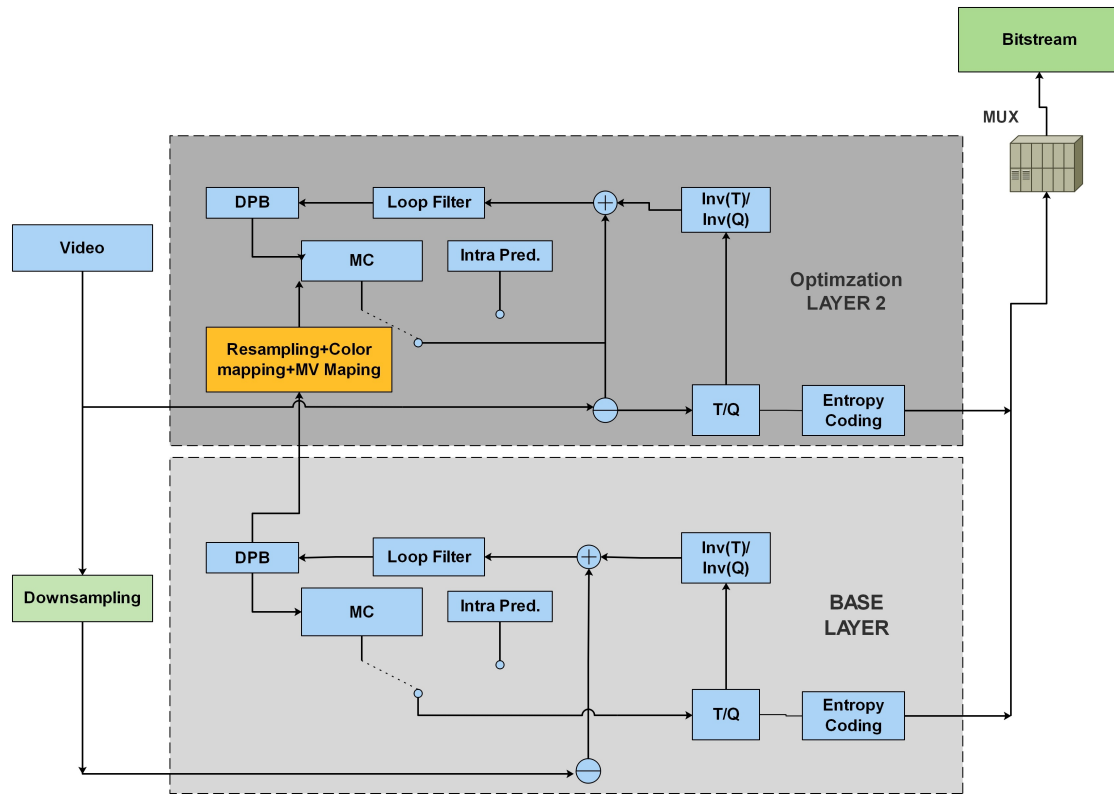 Bitstream
MUX
DPB
Loop Filter
Inv(T)/
Inv(Q)
Video
MC
Intra Pred.
Optimzation
LAYER 2
Resampling+Color
mapping+MV Maping
T/Q
Entropy
Coding
DPB
Loop Filter
Inv(T)/
Inv(Q)
Downsampling
MC
Intra Pred.
BASE
LAYER
T/Q
Entropy
Coding